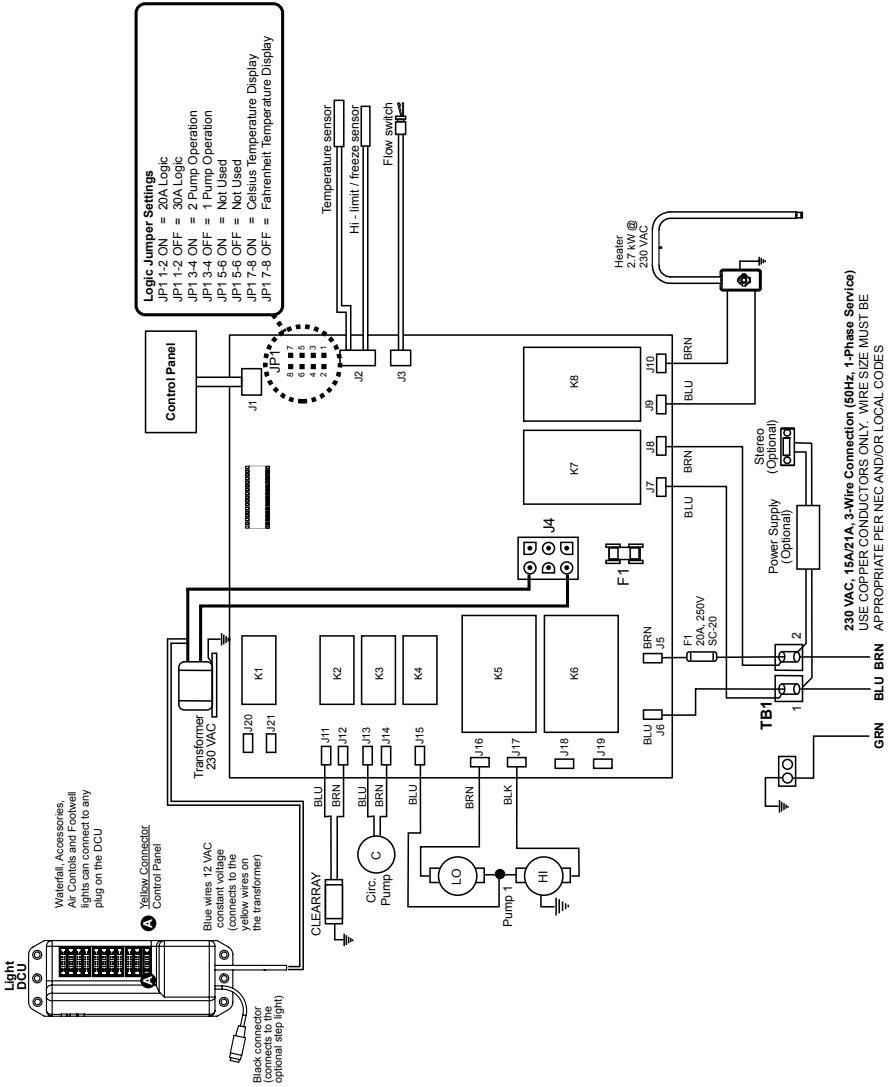 Light
DCU
Waterfall, Accessories,
Air Contols and Footwell
lights can connect to any
plug on the DCU
A Yellow Connector
Control Panel
A
Blue wires 12 VAC
constant voltage
(connects to the
yellow wires on
the transformer)
Black connector
(connects to the
optional step light)
Transformer
230 VAC
Control Panel
Logic Jumper Settings
JP1 1-2 ON = 20A Logic
JP1 1-2 OFF = 30A Logic
JP1 3-4 ON = 2 Pump Operation
JP1 3-4 OFF = 1 Pump Operation
JP1 5-6 ON = Not Used
JP1 5-6 OFF = Not Used
JP1 7-8 ON = Celsius Temperature Display
JP1 7-8 OFF = Fahrenheit Temperature Display
J1
JP1
8 7
6 5
4 3
2 1
J2
J3
Temperature sensor
Hi - limit / freeze sensor
Flow switch
J20
J21
K1
K2
K3
K4
K5
K6
K7
K8
J4
F1
CLEARRAY
BLU
J11
BRN
J12
Circ.
Pump
C
BLU
J13
BRN
J14
BLU
J15
BRN
J16
BLK
J17
J18
J19
LO
Pump 1
HI
BLU
J6
BRN
J5
F1
20A, 250V
SC-20
J7
BLU
J8
BRN
J9
BLU
J10
BRN
Heater
2.7 kW @
230 VAC
TB1
1
2
Power Supply
(Optional)
Stereo
(Optional)
GRN
BLU
BRN
230 VAC, 15A/21A, 3-Wire Connection (50Hz, 1-Phase Service)
USE COPPER CONDUCTORS ONLY. WIRE SIZE MUST BE
APPROPRIATE PER NEC AND/OR LOCAL CODES